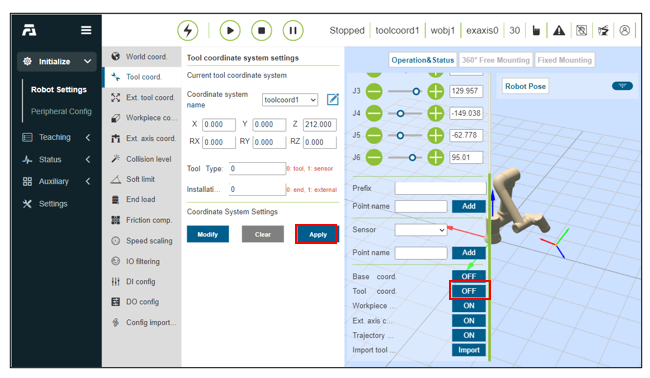 Stopped toolcoord1 wobj1 exaxis0 30
Initialize
Robot Settings
Peripheral Config
Teaching
Status
Auxiliary
Settings
World coord.
Tool coord.
Ext. tool coord.
Workpiece co...
Ext. axis coord.
Collision level
Soft limit
End load
Friction comp.
Speed scaling
IO filtering
DI config
DO config
Config import...
Tool coordinate system settings
Current tool coordinate system
Coordinate system name toolcoord1
X 0.000 Y 0.000 Z 212.000
RX 0.000 RY 0.000 RZ 0.000
Tool Type: 0 0: tool, 1: sensor
Installati... 0 0: end, 1: external
Coordinate System Settings
Modify Clear Apply
Operation&Status 360° Free Mounting Fixed Mounting
J3 129.957
J4 -149.038
J5 -62.778
J6 95.01
Prefix
Point name Add
Sensor
Point name Add
Base coord. OFF
Tool coord. OFF
Workpiece ... ON
Ext. axis c... ON
Trajectory ... ON
Import tool ... Import
Robot Pose